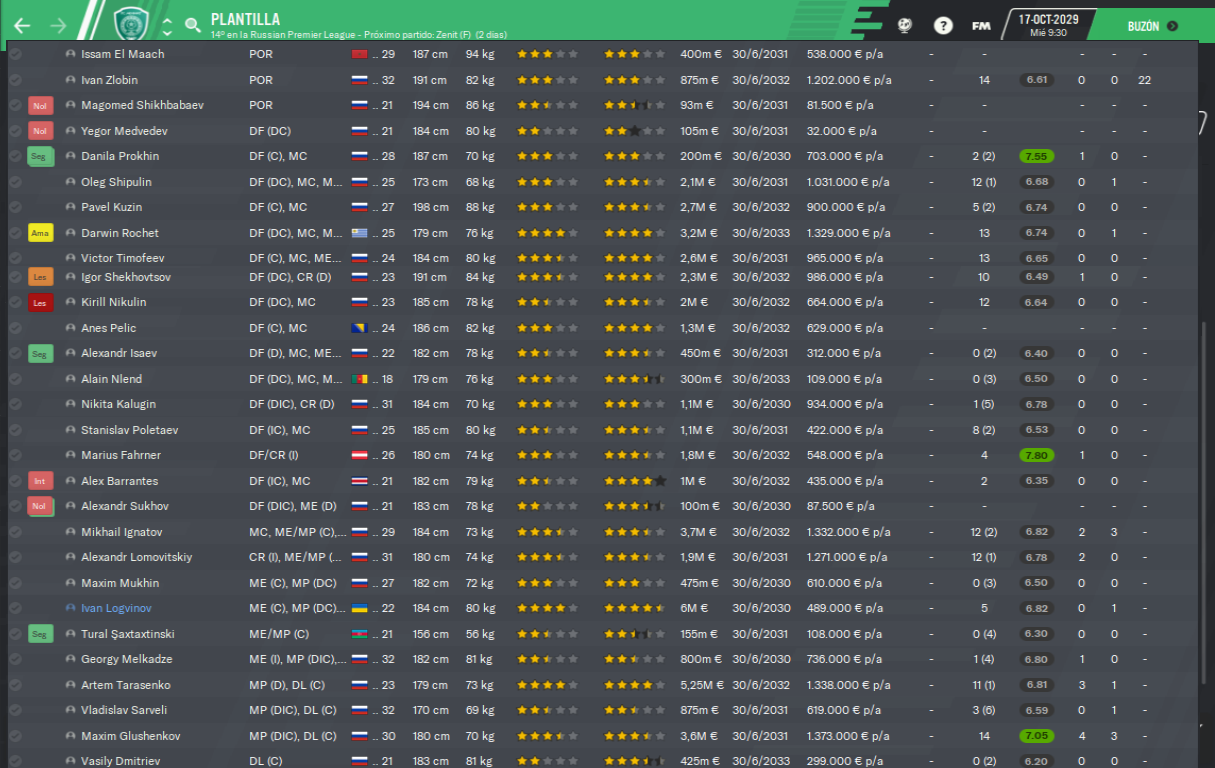 PLANTILLA
14º en la Russian Premier League - Próximo partido: Zenit (F) (2 días)
FM
17-OCT-2029
Mié 9:30
BUZÓN
Issam El Maach POR .. 29 187 cm 94 kg 400m € 30/6/2031 538.000 € p/a - - - - -
Ivan Zlobin POR .. 32 191 cm 82 kg 875m € 30/6/2032 1.202.000 € p/a - 14 6.61 0 0 22
Nol Magomed Shikhbabaev POR .. 21 194 cm 86 kg 93m € 30/6/2031 81.500 € p/a - - - - -
Nol Yegor Medvedev DF (DC) .. 21 184 cm 80 kg 105m € 30/6/2031 32.000 € p/a - - - - -
Seg Danila Prokhin DF (C), MC .. 28 187 cm 70 kg 200m € 30/6/2030 703.000 € p/a - 2 (2) 7.55 1 0 -
Oleg Shipulin DF (DC), MC, M... .. 25 173 cm 68 kg 2,1M € 30/6/2031 1.031.000 € p/a - 12 (1) 6.68 0 1 -
Pavel Kuzin DF (C), MC .. 27 198 cm 88 kg 2,7M € 30/6/2032 900.000 € p/a - 5 (2) 6.74 0 0 -
Ama Darwin Rochet DF (DC), MC, M... .. 25 179 cm 76 kg 3,2M € 30/6/2033 1.329.000 € p/a - 13 6.74 0 1 -
Victor Timofeev DF (C), MC, ME... .. 24 184 cm 80 kg 2,6M € 30/6/2031 965.000 € p/a - 13 6.65 0 0 -
Les Igor Shekhovtsov DF (DC), CR (D) .. 23 191 cm 84 kg 2,3M € 30/6/2032 986.000 € p/a - 10 6.49 1 0 -
Les Kirill Nikulin DF (DC), MC .. 23 185 cm 78 kg 2M € 30/6/2032 664.000 € p/a - 12 6.64 0 0 -
Anes Pelic DF (C), MC .. 24 186 cm 82 kg 1,3M € 30/6/2032 629.000 € p/a - - - - -
Seg Alexandr Isaev DF (D), MC, ME... .. 22 182 cm 78 kg 450m € 30/6/2031 312.000 € p/a - 0 (2) 6.40 0 0 -
Alain Nlend DF (DC), MC, M... .. 18 179 cm 76 kg 300m € 30/6/2033 109.000 € p/a - 0 (3) 6.50 0 0 -
Nikita Kalugin DF (DIC), CR (D) .. 31 184 cm 70 kg 1,1M € 30/6/2030 934.000 € p/a - 1 (5) 6.78 0 0 -
Stanislav Poletaev DF (IC), MC .. 25 185 cm 80 kg 1,1M € 30/6/2031 422.000 € p/a - 8 (2) 6.53 0 0 -
Marius Fahrner DF/CR (I) .. 26 180 cm 74 kg 1,8M € 30/6/2032 548.000 € p/a - 4 7.80 1 0 -
Int Alex Barrantes DF (IC), MC .. 21 182 cm 79 kg 1M € 30/6/2032 435.000 € p/a - 2 6.35 0 0 -
Nol Alexandr Sukhov DF (DIC), ME (D) .. 21 183 cm 78 kg 100m € 30/6/2030 87.500 € p/a - - - - -
Mikhail Ignatov MC, ME/MP (C),... .. 29 184 cm 73 kg 3,7M € 30/6/2032 1.332.000 € p/a - 12 (2) 6.82 2 3 -
Alexandr Lomovitskiy CR (I), ME/MP (... .. 31 180 cm 74 kg 1,9M € 30/6/2031 1.271.000 € p/a - 12 (1) 6.78 2 0 -
Maxim Mukhin ME (C), MP (DC) .. 27 182 cm 72 kg 475m € 30/6/2030 610.000 € p/a - 0 (3) 6.50 0 0 -
Ivan Logvinov ME (C), MP (DC)... .. 22 184 cm 80 kg 6M € 30/6/2030 489.000 € p/a - 5 6.82 0 1 -
Seg Tural Şaxtaxtinski ME/MP (C) .. 21 156 cm 56 kg 155m € 30/6/2031 108.000 € p/a - 0 (4) 6.30 0 0 -
Georgy Melkadze ME (I), MP (DIC),... .. 32 182 cm 81 kg 800m € 30/6/2030 736.000 € p/a - 1 (4) 6.80 1 0 -
Artem Tarasenko MP (D), DL (C) .. 23 179 cm 73 kg 5,25M € 30/6/2032 1.338.000 € p/a - 11 (1) 6.81 3 1 -
Vladislav Sarveli MP (DIC), DL (C) .. 32 170 cm 69 kg 875m € 30/6/2031 619.000 € p/a - 3 (6) 6.59 0 1 -
Maxim Glushenkov MP (DIC), DL (C) .. 30 180 cm 70 kg 3,6M € 30/6/2031 1.373.000 € p/a - 14 7.05 4 3 -
Vasily Dmitriev DL (C) .. 21 183 cm 81 kg 425m € 30/6/2033 299.000 € p/a - 0 (2) 6.20 0 0 -